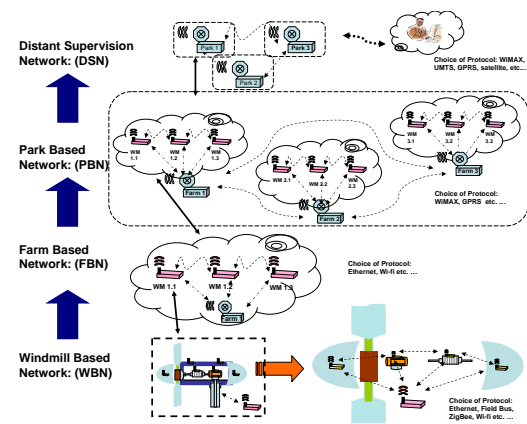 Distant Supervision
Network: (DSN)
Park 1
Park 3
Park 2
Choice of Protocol: WiMAX,
UMTS, GPRS, satellite, etc...
Park Based
Network: (PBN)
WM
1.1
WM
1.2
WM
1.3
Farm 1
WM 2.1
WM
2.2
WM
2.3
Farm 2
WM
3.1
WM
3.2
WM
3.3
Farm 3
Choice of Protocol:
WiMAX, GPRS etc. ...
Farm Based
Network: (FBN)
WM 1.1
WM 1.2
WM 1.3
Farm 1
Choice of Protocol:
Ethernet, Wi-fi etc. ...
Windmill Based
Network: (WBN)
Choice of Protocol:
Ethernet, Field Bus,
ZigBee, Wi-fi etc. ...